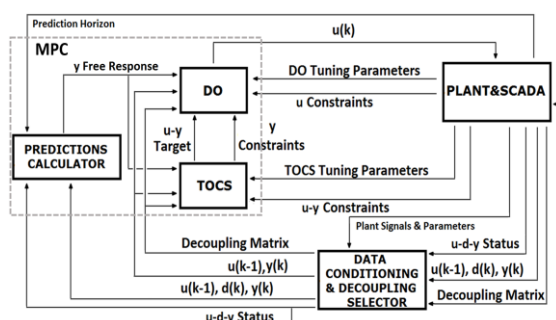 Prediction Horizon
MPC
u(k)
y Free Response
DO
DO Tuning Parameters
u Constraints
PLANT&SCADA
u-y
Target
y
Constraints
PREDICTIONS
CALCULATOR
TOCS
TOCS Tuning Parameters
u-y Constraints
Plant Signals & Parameters
Decoupling Matrix
u(k-1),y(k)
u(k-1), d(k), y(k)
u-d-y Status
DATA
CONDITIONING
& DECOUPLING
SELECTOR
u-d-y Status
u(k-1), d(k), y(k)
Decoupling Matrix